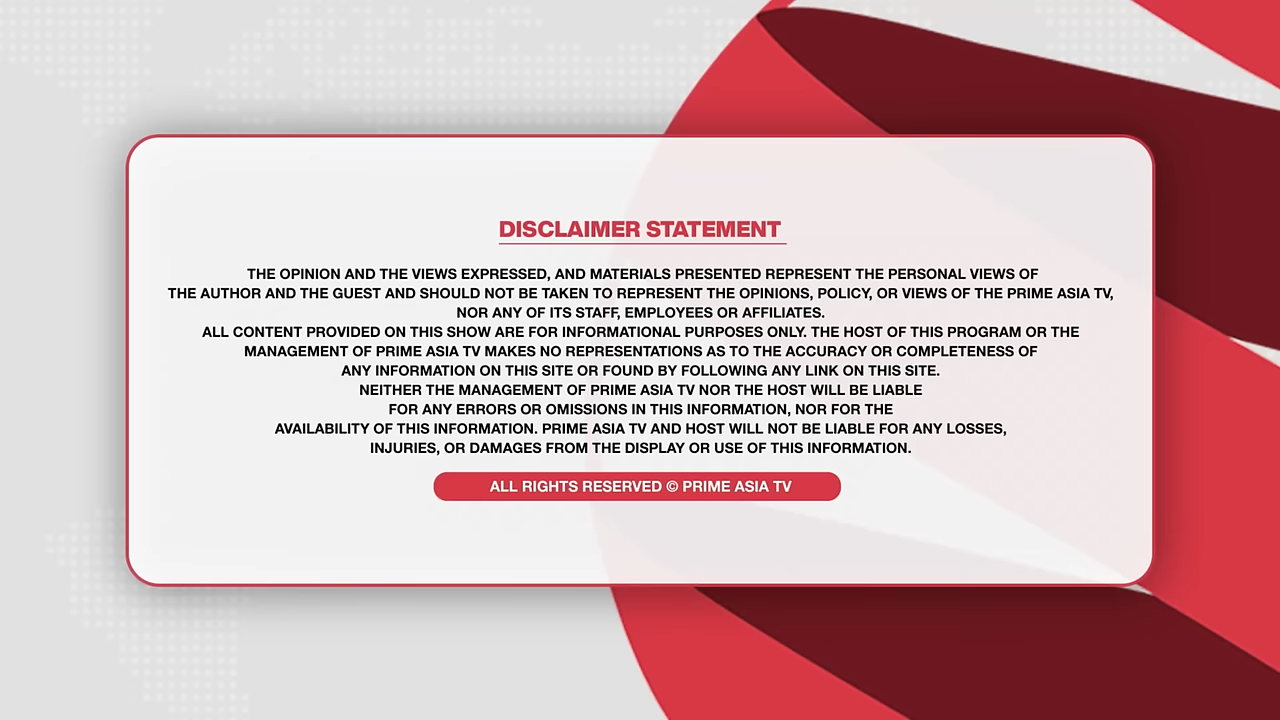 DISCLAIMER STATEMENT
THE OPINION AND THE VIEWS EXPRESSED, AND MATERIALS PRESENTED REPRESENT THE PERSONAL VIEWS OF
THE AUTHOR AND THE GUEST AND SHOULD NOT BE TAKEN TO REPRESENT THE OPINIONS, POLICY, OR VIEWS OF THE PRIME ASIA TV,
NOR ANY OF ITS STAFF, EMPLOYEES OR AFFILIATES.
ALL CONTENT PROVIDED ON THIS SHOW ARE FOR INFORMATIONAL PURPOSES ONLY. THE HOST OF THIS PROGRAM OR THE
MANAGEMENT OF PRIME ASIA TV MAKES NO REPRESENTATIONS AS TO THE ACCURACY OR COMPLETENESS OF
ANY INFORMATION ON THIS SITE OR FOUND BY FOLLOWING ANY LINK ON THIS SITE.
NEITHER THE MANAGEMENT OF PRIME ASIA TV NOR THE HOST WILL BE LIABLE
FOR ANY ERRORS OR OMISSIONS IN THIS INFORMATION, NOR FOR THE
AVAILABILITY OF THIS INFORMATION. PRIME ASIA TV AND HOST WILL NOT BE LIABLE FOR ANY LOSSES,
INJURIES, OR DAMAGES FROM THE DISPLAY OR USE OF THIS INFORMATION.
ALL RIGHTS RESERVED © PRIME ASIA TV